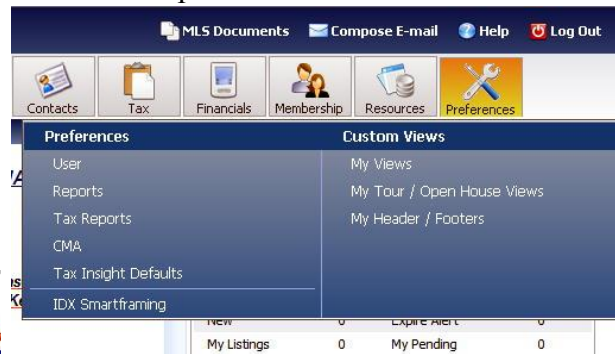 MLS Documents Compose E-mail Help Log Out
Contacts Tax Financials Membership Resources Preferences
Preferences Custom Views
User My Views
Reports My Tour / Open House Views
Tax Reports My Header / Footers
CMA
Tax Insight Defaults
IDX Smartframing
New 0 Expire Alert 0
My Listings 0 My Pending 0